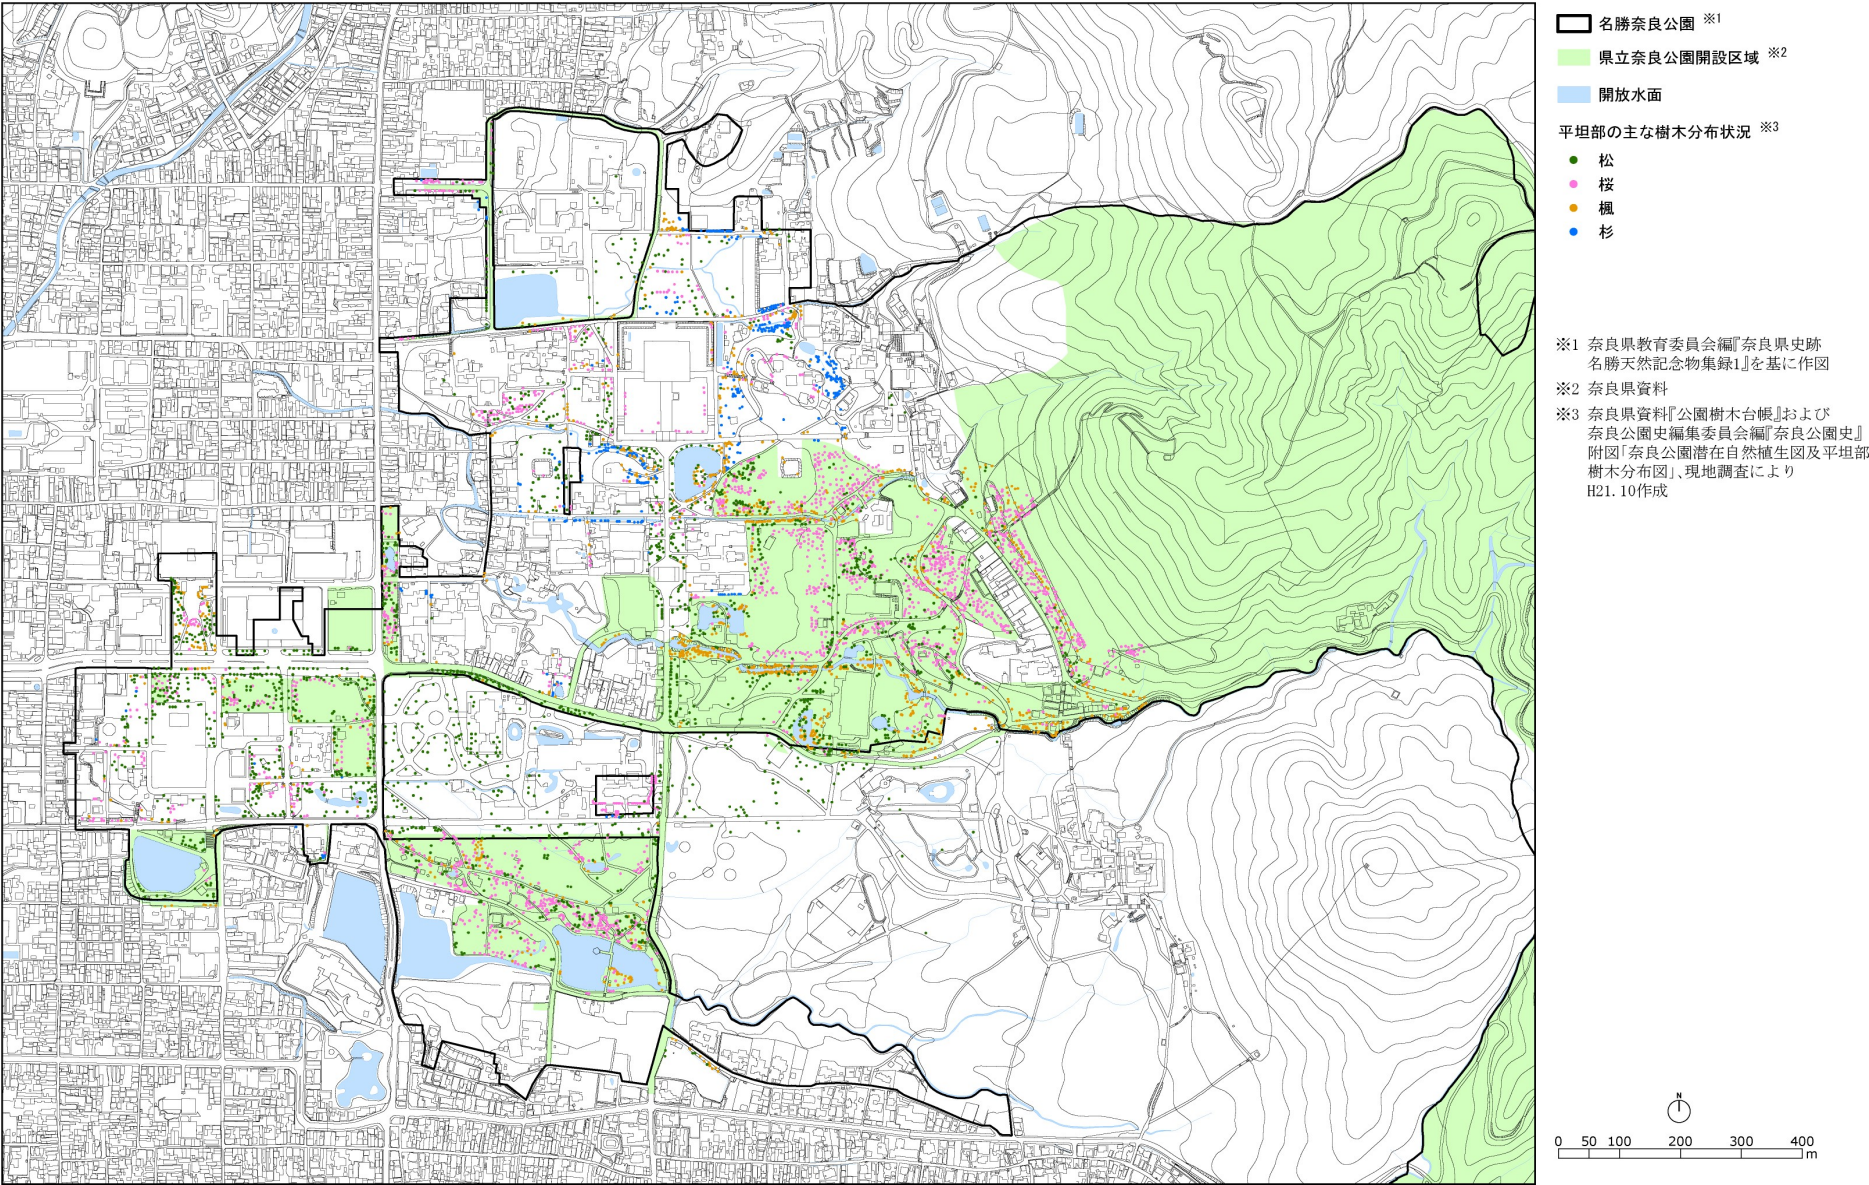 名勝奈良公園 ※1
県立奈良公園開設区域 ※2
開放水面
平坦部の主な樹木分布状況 ※3
松
桜
楓
杉
※1 奈良県教育委員会編『奈良県史跡
名勝天然記念物集録1』を基に作図
※2 奈良県資料
※3 奈良県資料『公園樹木台帳』および
奈良公園史編集委員会編『奈良公園史』
附図「奈良公園潜在自然植生図及平坦部
樹木分布図」、現地調査により
H21.10作成
N
0 50 100 200 300 400
m